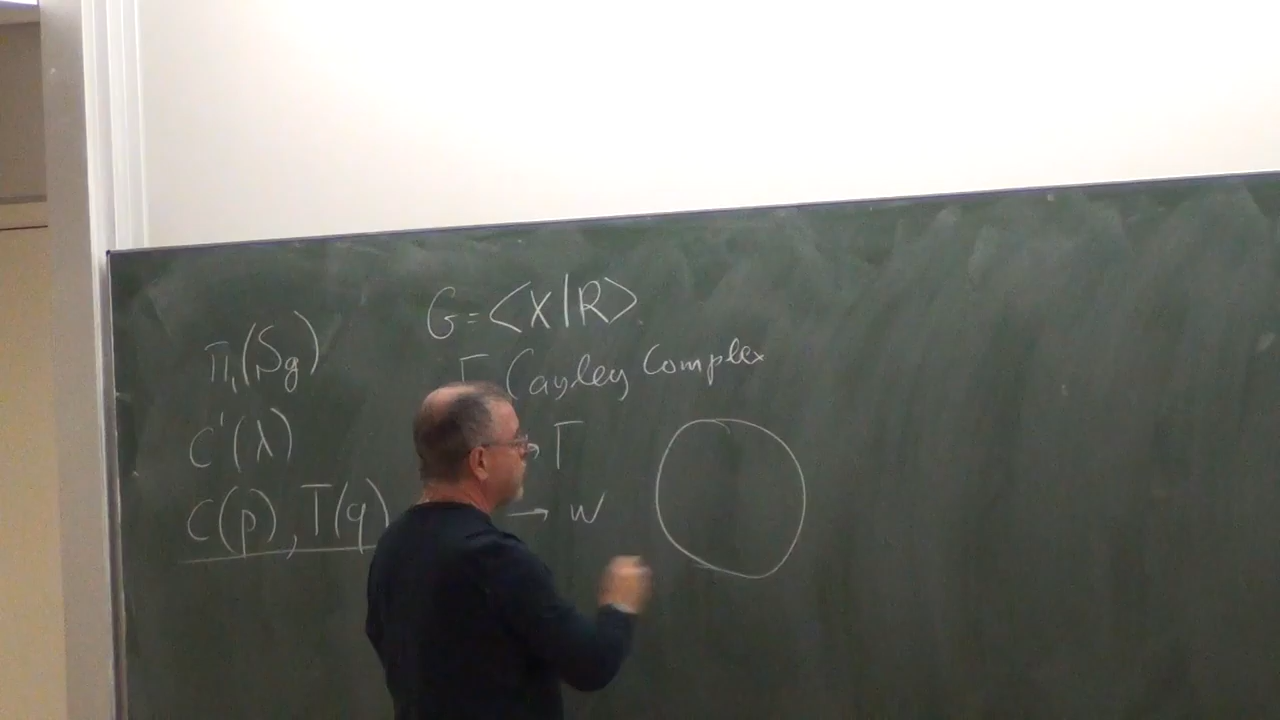 π₁(Sg)
C'(λ)
C(p), T(q)
G = <X|R>
Γ Cayley Complex
→ Γ
→ w